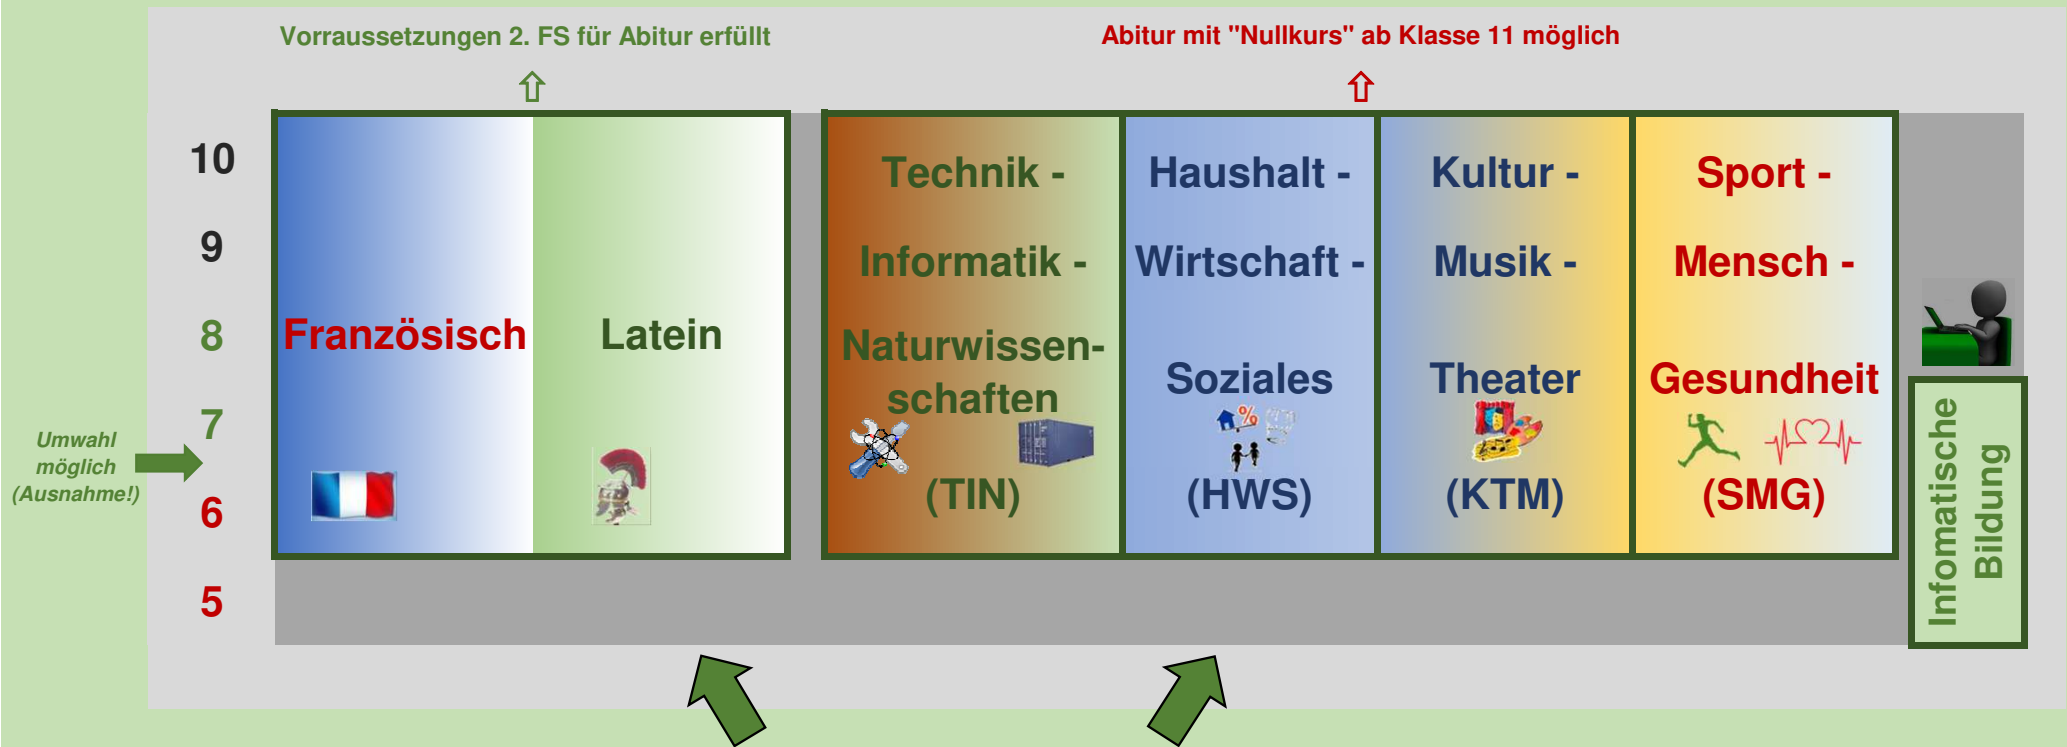 Vorraussetzungen 2. FS für Abitur erfüllt
Abitur mit "Nullkurs" ab Klasse 11 möglich
10
9
8
7
6
5
Umwahl
möglich
(Ausnahme!)
Französisch
Latein
Technik -
Informatik -
Naturwissen-
schaften
(TIN)
Haushalt -
Wirtschaft -
Soziales
%
(HWS)
Kultur -
Musik -
Theater
(KTM)
Sport -
Mensch -
Gesundheit
(SMG)
Infomatische
Bildung